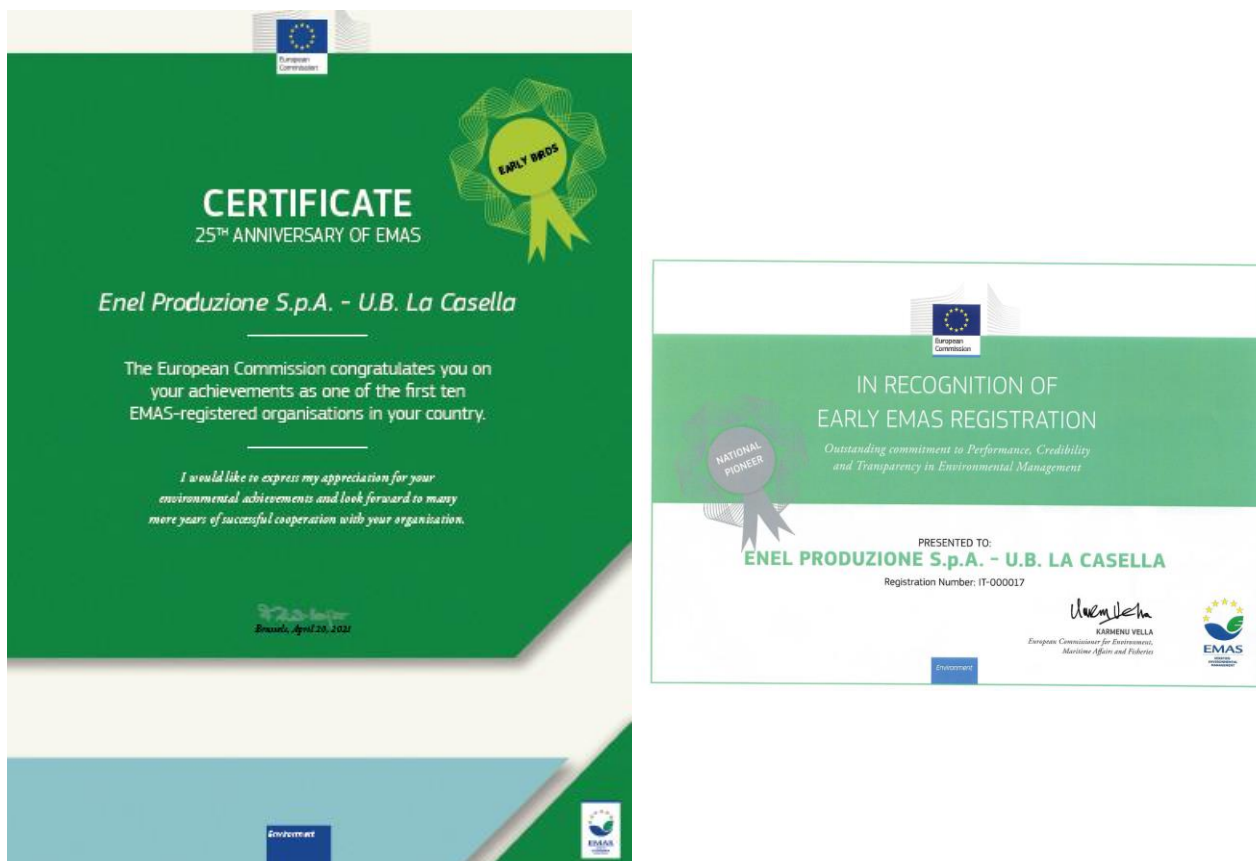 European
Commission
EARLY BIRDS
CERTIFICATE
25TH ANNIVERSARY OF EMAS
Enel Produzione S.p.A. - U.B. La Casella
The European Commission congratulates you on
your achievements as one of the first ten
EMAS-registered organisations in your country.
I would like to express my appreciation for your
environmental achievements and look forward to many
more years of successful cooperation with your organisation.
Brussels, April 20, 2021
Environment
EMAS
European
Commission
IN RECOGNITION OF
EARLY EMAS REGISTRATION
Outstanding commitment to Performance, Credibility
and Transparency in Environmental Management
NATIONAL
PIONEER
PRESENTED TO:
ENEL PRODUZIONE S.p.A. - U.B. LA CASELLA
Registration Number: IT-000017
KARMENU VELLA
European Commissioner for Environment,
Maritime Affairs and Fisheries
Environment
EMAS